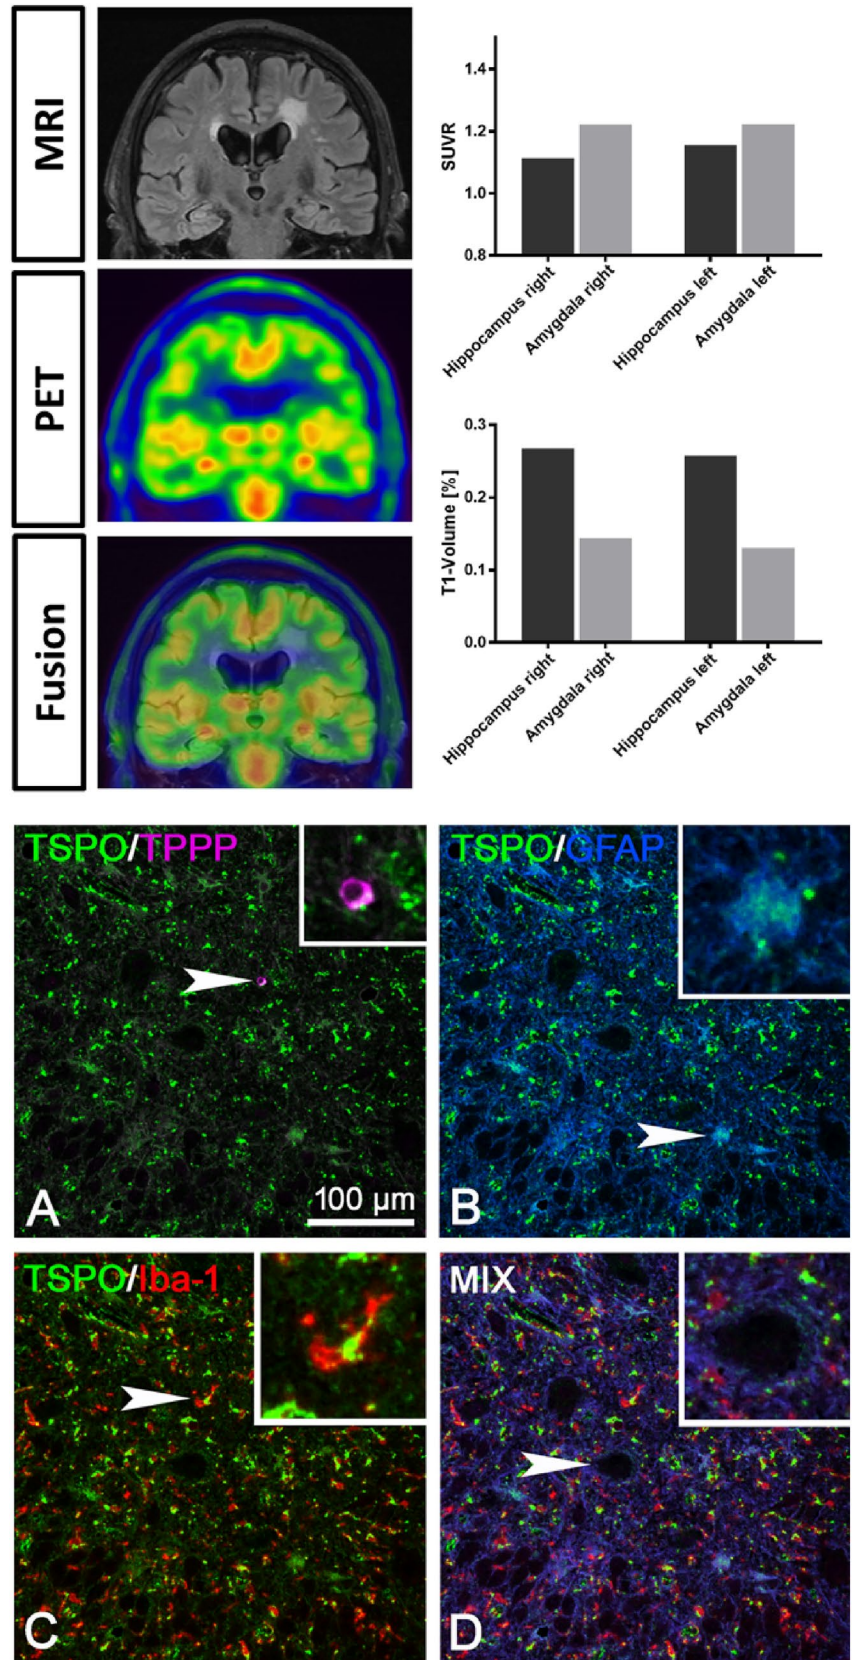 MRI
PET
Fusion
SUVR
1.4
1.2
1.0
0.8
Hippocampus right
Amygdala right
Hippocampus left
Amygdala left
T1-Volume [%]
0.3
0.2
0.1
0.0
Hippocampus right
Amygdala right
Hippocampus left
Amygdala left
TSPO/TPPP
A
100 µm
TSPO/GFAP
B
TSPO/Iba-1
C
MIX
D